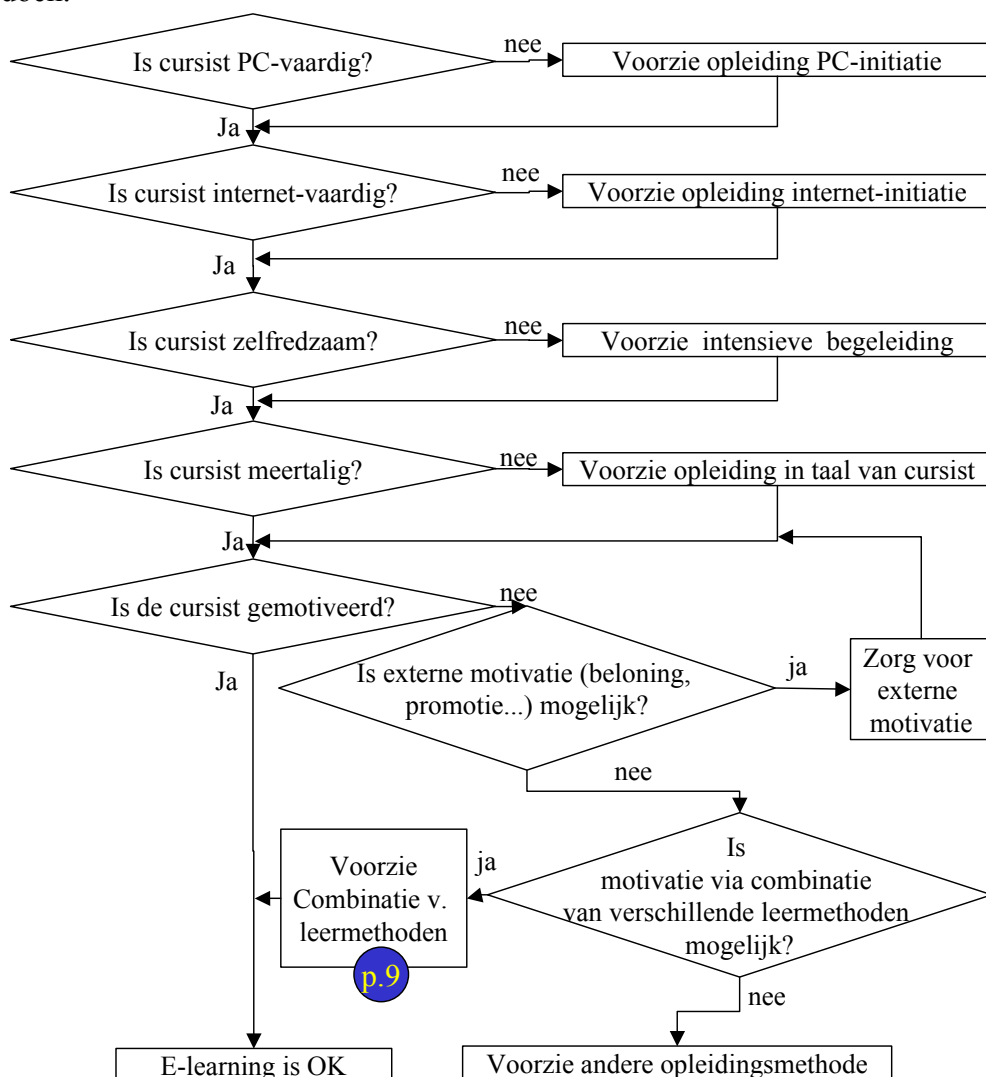 nee
Is cursist PC-vaardig?
Voorzie opleiding PC-initiatie
Ja
nee
Is cursist internet-vaardig?
Voorzie opleiding internet-initiatie
Ja
nee
Is cursist zelfredzaam?
Voorzie intensieve begeleiding
Ja
nee
Is cursist meertalig?
Voorzie opleiding in taal van cursist
Ja
nee
Is de cursist gemotiveerd?
Ja
Is externe motivatie (beloning,
promotie...) mogelijk?
ja
Zorg voor
externe
motivatie
nee
Is
motivatie via combinatie
van verschillende leermethoden
mogelijk?
ja
Voorzie
Combinatie v.
leermethoden
p.9
nee
E-learning is OK
Voorzie andere opleidingsmethode